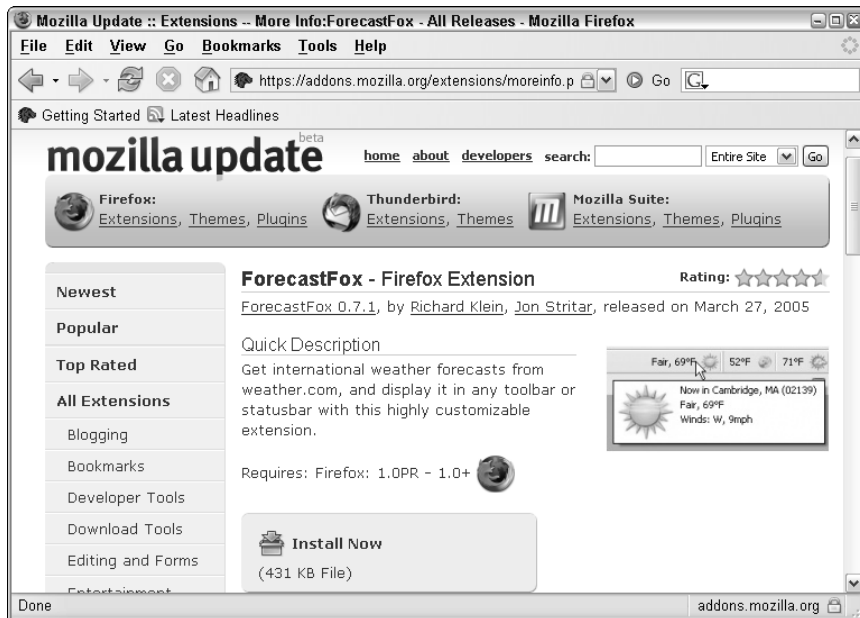 Mozilla Update :: Extensions -- More Info:ForecastFox - All Releases - Mozilla Firefox
File Edit View Go Bookmarks Tools Help
https://addons.mozilla.org/extensions/moreinfo.p Go G
Getting Started Latest Headlines
mozilla update beta
home about developers search: Entire Site Go
Firefox: Thunderbird: Mozilla Suite:
Extensions, Themes, Plugins Extensions, Themes Extensions, Themes, Plugins
Newest
Popular
Top Rated
All Extensions
Blogging
Bookmarks
Developer Tools
Download Tools
Editing and Forms
Entertainment
ForecastFox - Firefox Extension Rating:
ForecastFox 0.7.1, by Richard Klein, Jon Stritar, released on March 27, 2005
Quick Description
Get international weather forecasts from
weather.com, and display it in any toolbar or
statusbar with this highly customizable
extension.
Fair, 69°F 52°F 71°F
Now in Cambridge, MA (02139)
Fair, 69°F
Winds: W, 9mph
Requires: Firefox: 1.0PR - 1.0+
Install Now
(431 KB File)
Done addons.mozilla.org